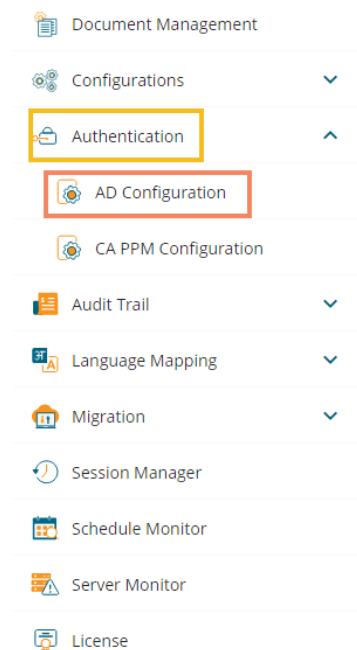 Document Management
Configurations
Authentication
AD Configuration
CA PPM Configuration
Audit Trail
Language Mapping
Migration
Session Manager
Schedule Monitor
Server Monitor
License